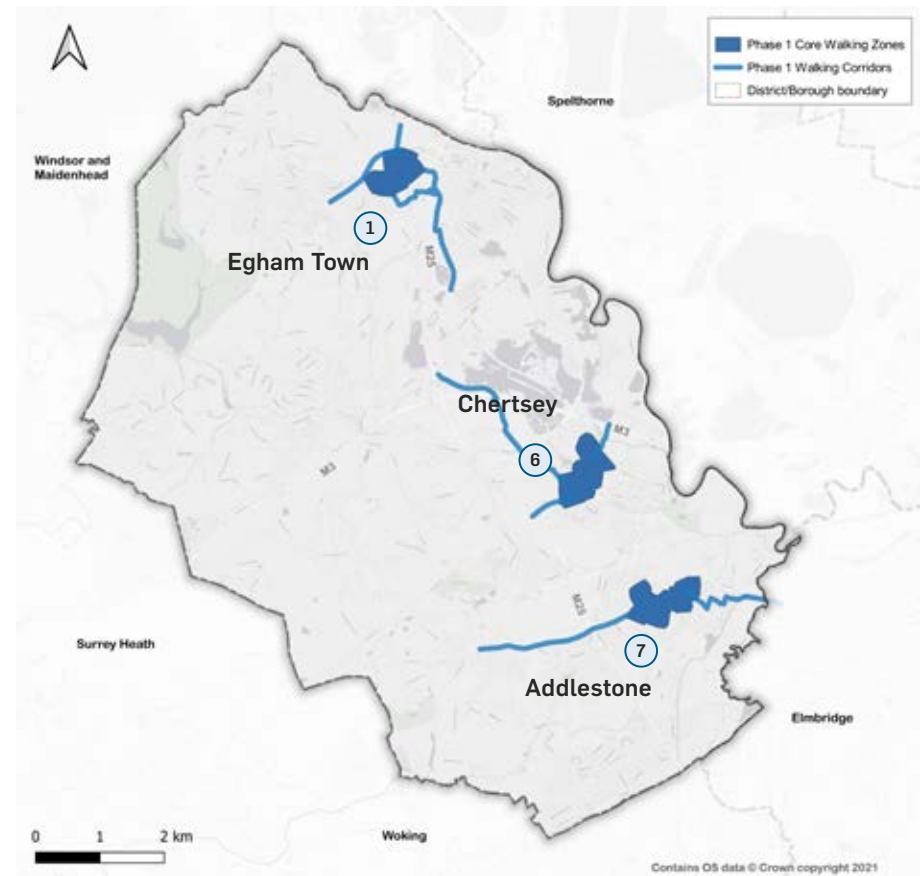 Phase 1 Core Walking Zones
Phase 1 Walking Corridors
District/Borough boundary
Spelthorne
Windsor and
Maidenhead
1
Egham Town
M25
Chertsey
M3
6
M3
M25
Surrey Heath
7
Addlestone
Elmbridge
0 1 2 km
Woking
Contains OS data © Crown copyright 2021